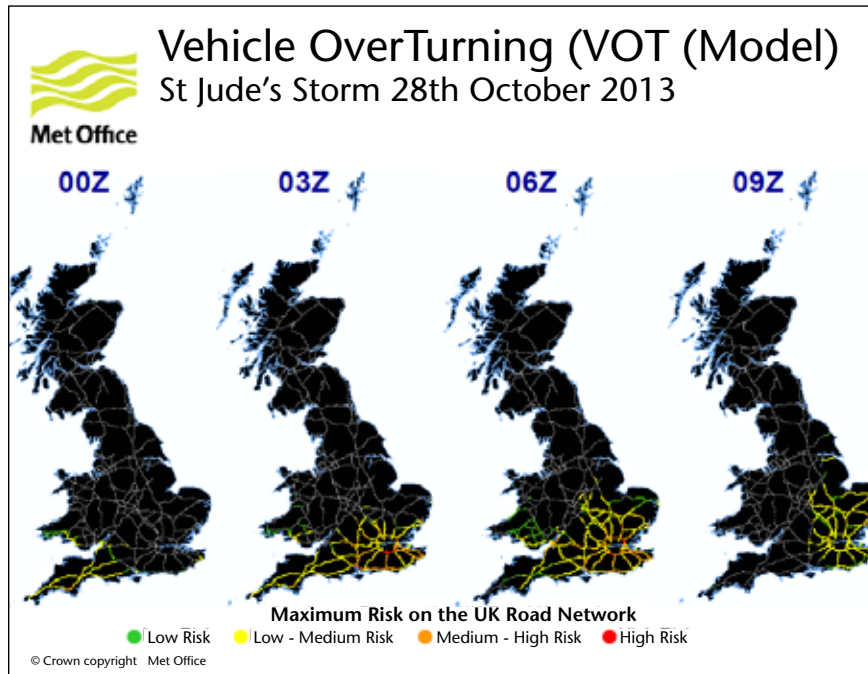 Vehicle OverTurning (VOT (Model)
St Jude's Storm 28th October 2013
Met Office
00Z 03Z 06Z 09Z
Maximum Risk on the UK Road Network
Low Risk Low - Medium Risk Medium - High Risk High Risk
© Crown copyright Met Office